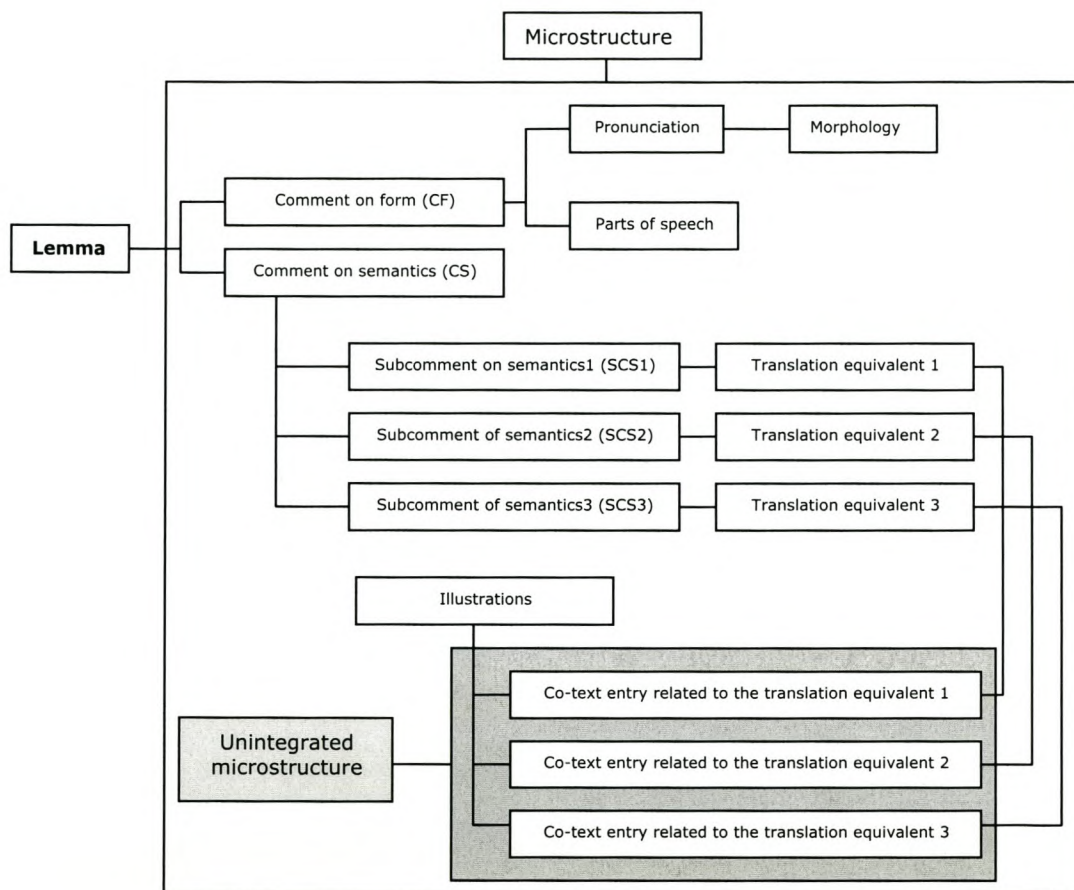 Microstructure
Pronunciation
Morphology
Comment on form (CF)
Parts of speech
Lemma
Comment on semantics (CS)
Subcomment on semantics1 (SCS1)
Translation equivalent 1
Subcomment of semantics2 (SCS2)
Translation equivalent 2
Subcomment of semantics3 (SCS3)
Translation equivalent 3
Illustrations
Co-text entry related to the translation equivalent 1
Unintegrated
microstructure
Co-text entry related to the translation equivalent 2
Co-text entry related to the translation equivalent 3